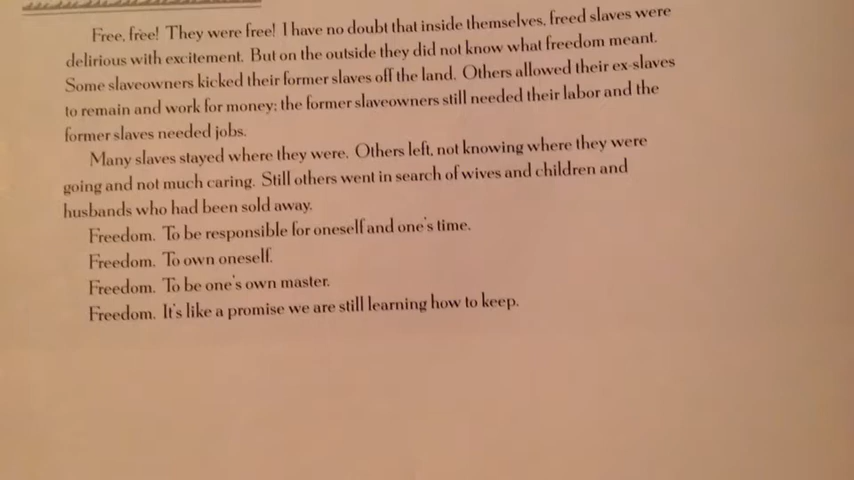 Free, free! They were free! I have no doubt that inside themselves, freed slaves were
delirious with excitement. But on the outside they did not know what freedom meant.
Some slaveowners kicked their former slaves off the land. Others allowed their ex-slaves
to remain and work for money; the former slaveowners still needed their labor and the
former slaves needed jobs.
Many slaves stayed where they were. Others left, not knowing where they were
going and not much caring. Still others went in search of wives and children and
husbands who had been sold away.
Freedom. To be responsible for oneself and one's time.
Freedom. To own oneself.
Freedom. To be one's own master.
Freedom. It's like a promise we are still learning how to keep.